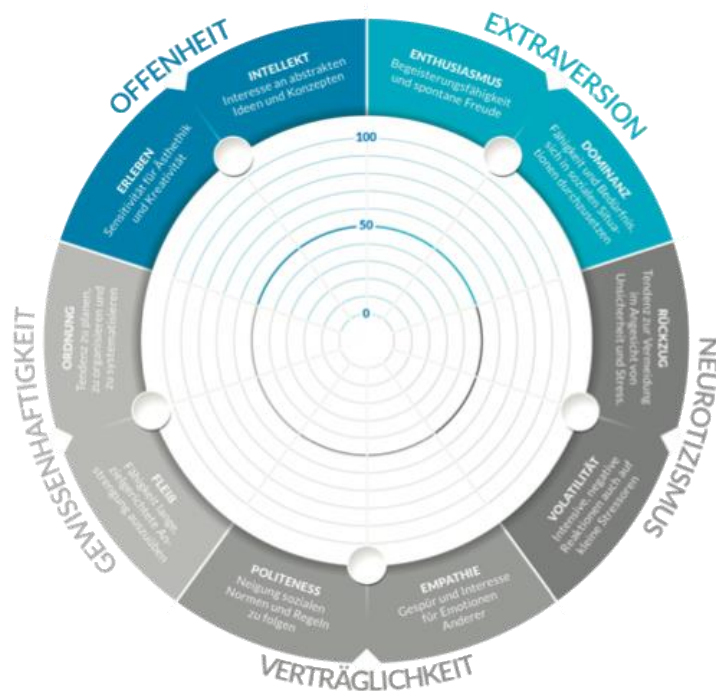 OFFENHEIT
INTELLEKT
Interesse an abstrakten
Ideen und Konzepten
ERLEBEN
Sensitivität für Ästhethik
und Kreativität
EXTRAVERSION
ENTHUSIASMUS
Begeisterungsfähigkeit
und spontane Freude
DOMINANZ
Fähigkeit und Bedürfnis,
sich in sozialen Situa-
tionen durchzusetzen
NEUROTIZISMUS
RÜCKZUG
Tendenz zur Vermeidung
im Angesicht von
Unsicherheit und Stress.
VOLATILITÄT
Intensive, negative
Reaktionen auch auf
kleine Stressoren
VERTRÄGLICHKEIT
EMPATHIE
Gespür und Interesse
für Emotionen
Anderer
POLITENESS
Neigung sozialen
Normen und Regeln
zu folgen
GEWISSENHAFTIGKEIT
FLEIß
Fähigkeit lange,
zielgerichtete An-
strengung auszuüben
ORDNUNG
Tendenz zu planen,
zu organisieren und
zu systematisieren
100
50
0